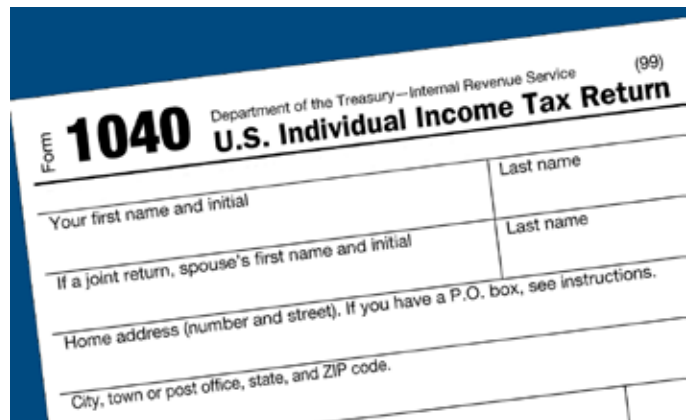 Form 1040 Department of the Treasury—Internal Revenue Service (99)
U.S. Individual Income Tax Return
Your first name and initial Last name
If a joint return, spouse's first name and initial Last name
Home address (number and street). If you have a P.O. box, see instructions.
City, town or post office, state, and ZIP code.